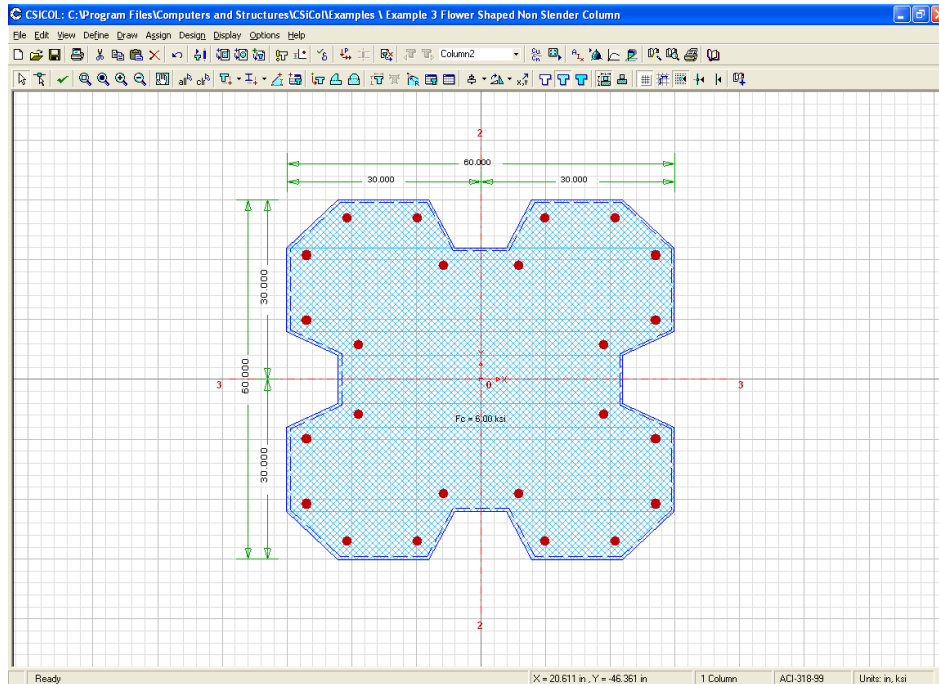 CSICOL: C:\Program Files\Computers and Structures\CSiCol\Examples \ Example 3 Flower Shaped Non Slender Column
File Edit View Define Draw Assign Design Display Options Help
Column2
2
60.000
30.000 30.000
30.000
60.000
3 Y 0 X 3
Fc = 6.00 ksi
30.000
2
Ready X = 20.611 in , Y = -46.361 in 1 Column ACI-318-99 Units: in, ksi